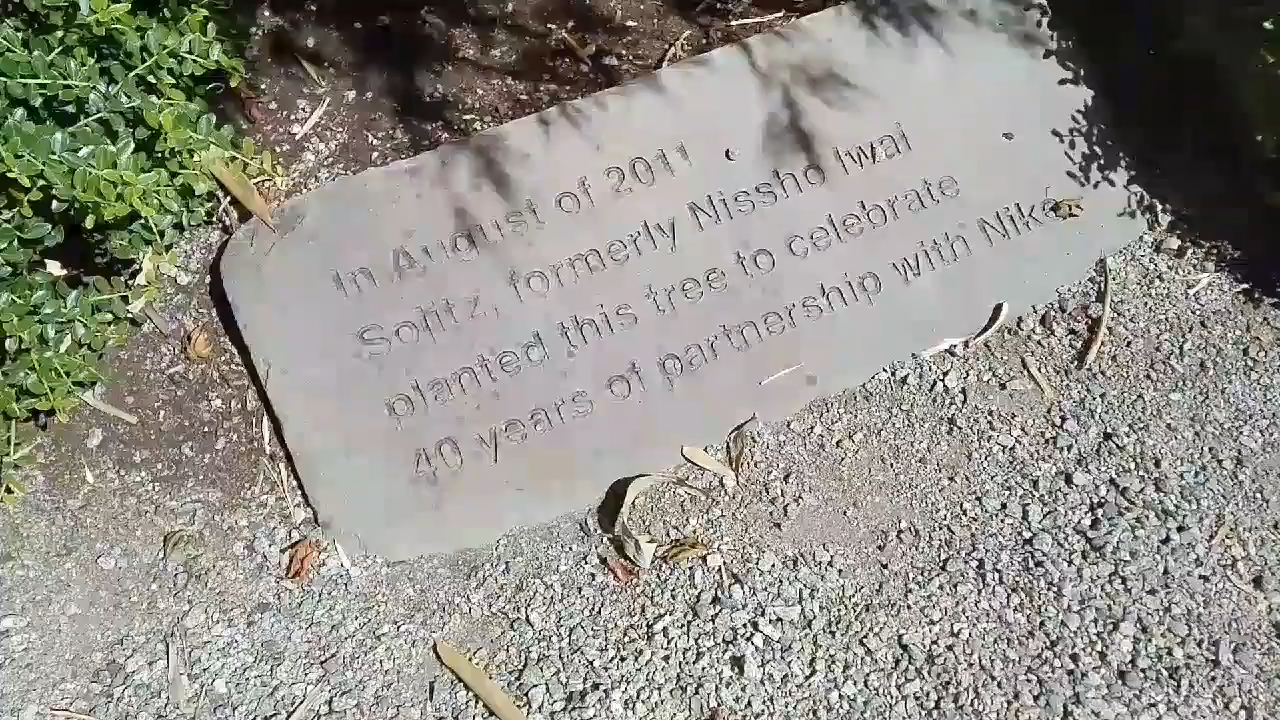 In August of 2011
Sojitz, formerly Nissho Iwai
planted this tree to celebrate
40 years of partnership with Nike